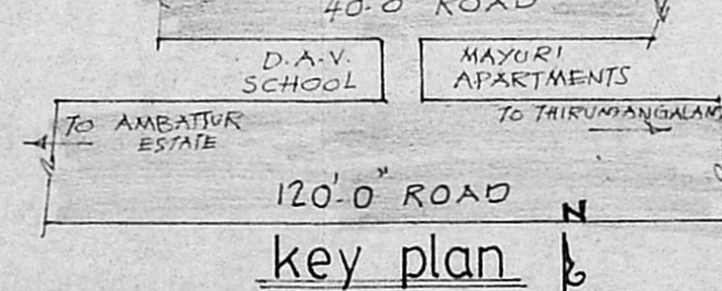 40'-0" ROAD
D.A.V.
SCHOOL
MAYURI
APARTMENTS
TO AMBATTUR
ESTATE
TO THIRUMANGALAM
120'-0" ROAD
N
key plan